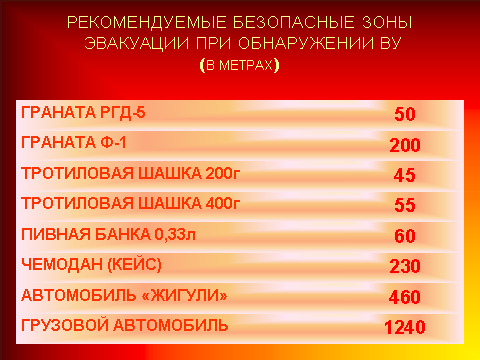 РЕКОМЕНДУЕМЫЕ БЕЗОПАСНЫЕ ЗОНЫ
ЭВАКУАЦИИ ПРИ ОБНАРУЖЕНИИ ВУ
(В МЕТРАХ)
ГРАНАТА РГД-5 50
ГРАНАТА Ф-1 200
ТРОТИЛОВАЯ ШАШКА 200г 45
ТРОТИЛОВАЯ ШАШКА 400г 55
ПИВНАЯ БАНКА 0,33л 60
ЧЕМОДАН (КЕЙС) 230
АВТОМОБИЛЬ «ЖИГУЛИ» 460
ГРУЗОВОЙ АВТОМОБИЛЬ 1240